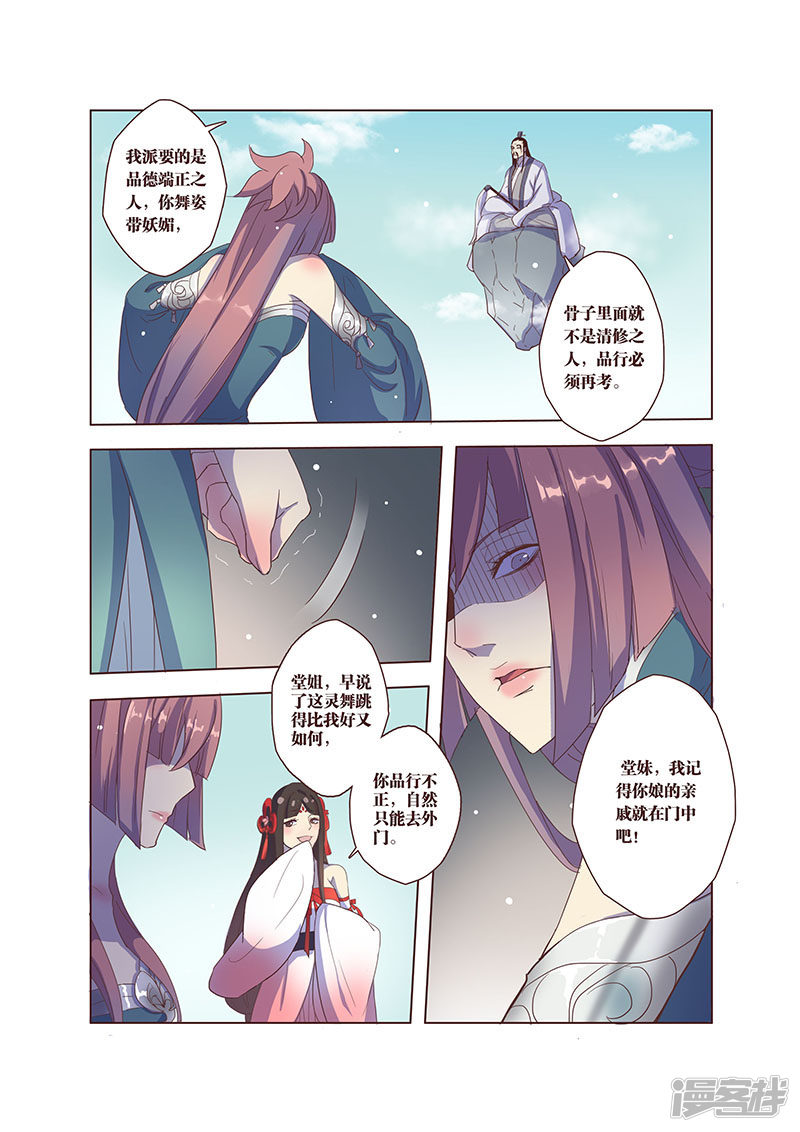 我派要的是
品德端正之
人，你舞姿
带妖媚，
骨子里面就
不是清修之
人，品行必
须再考。
堂妹，我记
得你娘的亲
戚就在门中
吧！
堂姐，早说
了这灵舞跳
得比我好又
如何，
你品行不
正，自然
只能去外
门。
漫客栈